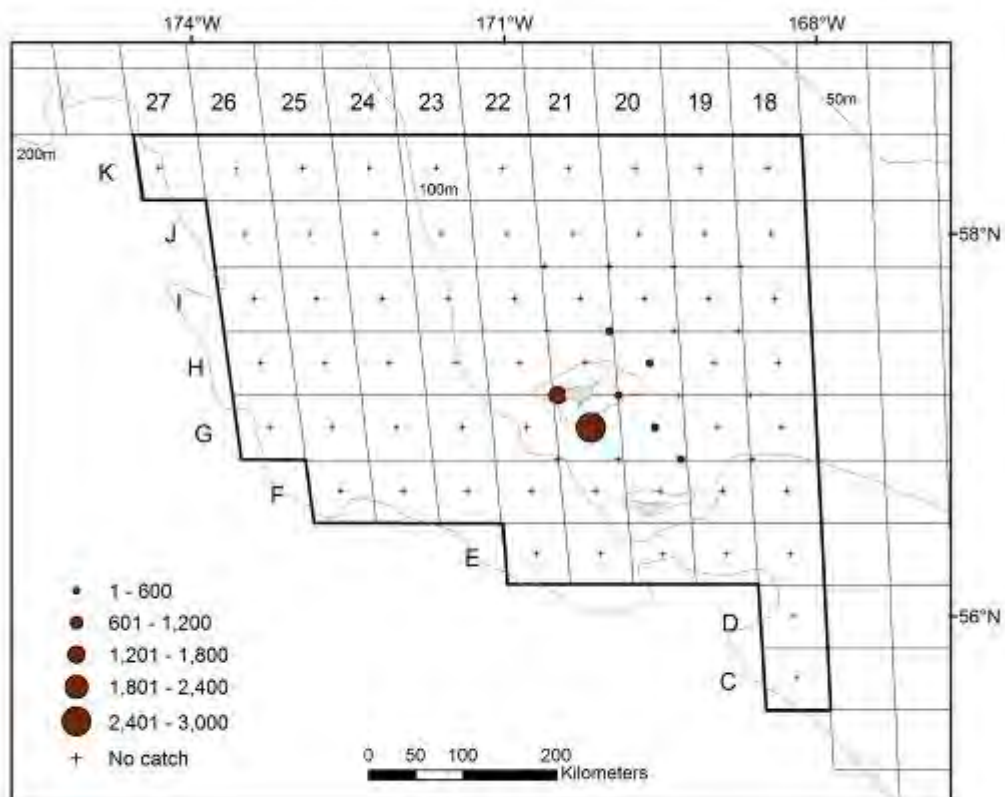 174°W 171°W 168°W
27 26 25 24 23 22 21 20 19 18 50m
200m
K
100m
J
58°N
I
H
G
F
E
1 - 600
601 - 1,200
D
56°N
1,201 - 1,800
C
1,801 - 2,400
2,401 - 3,000
No catch
0 50 100 200
Kilometers